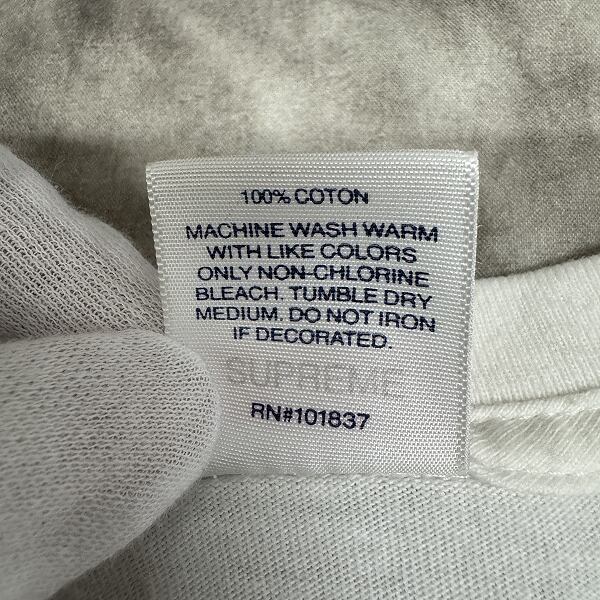 100% COTON
MACHINE WASH WARM
WITH LIKE COLORS
ONLY NON-CHLORINE
BLEACH. TUMBLE DRY
MEDIUM. DO NOT IRON
IF DECORATED.
SUPREME
RN#101837